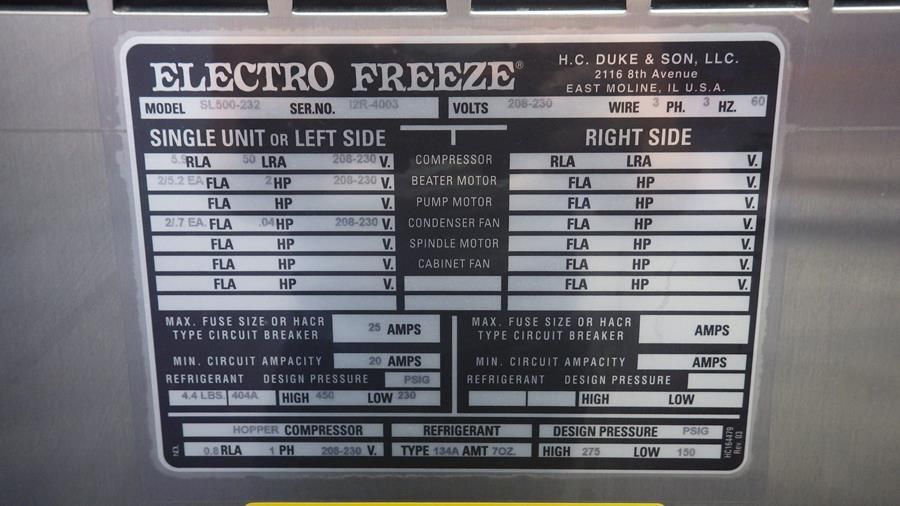 ELECTRO FREEZE®
H.C. DUKE & SON, LLC.
2116 8th Avenue
EAST MOLINE, IL U.S.A.
MODEL SL500-232 SER.NO. I2R-4003 VOLTS 208-230 WIRE 3 PH. 3 HZ. 60
SINGLE UNIT OR LEFT SIDE RIGHT SIDE
5.9 RLA 50 LRA 208-230 V. COMPRESSOR RLA LRA V.
2/5.2 EA FLA 2 HP 208-230 V. BEATER MOTOR FLA HP V.
FLA HP V. PUMP MOTOR FLA HP V.
2/.7 EA. FLA .04 HP 208-230 V. CONDENSER FAN FLA HP V.
FLA HP V. SPINDLE MOTOR FLA HP V.
FLA HP V. CABINET FAN FLA HP V.
FLA HP V. FLA HP V.
MAX. FUSE SIZE OR HACR
TYPE CIRCUIT BREAKER 25 AMPS
MIN. CIRCUIT AMPACITY 20 AMPS
REFRIGERANT DESIGN PRESSURE PSIG
4.4 LBS. 404A HIGH 450 LOW 230
MAX. FUSE SIZE OR HACR
TYPE CIRCUIT BREAKER AMPS
MIN. CIRCUIT AMPACITY AMPS
REFRIGERANT DESIGN PRESSURE
HIGH LOW
HOPPER COMPRESSOR REFRIGERANT DESIGN PRESSURE PSIG
0.8 RLA 1 PH 208-230 V. TYPE 134A AMT 7OZ. HIGH 275 LOW 150
HC164479
Rev. 03